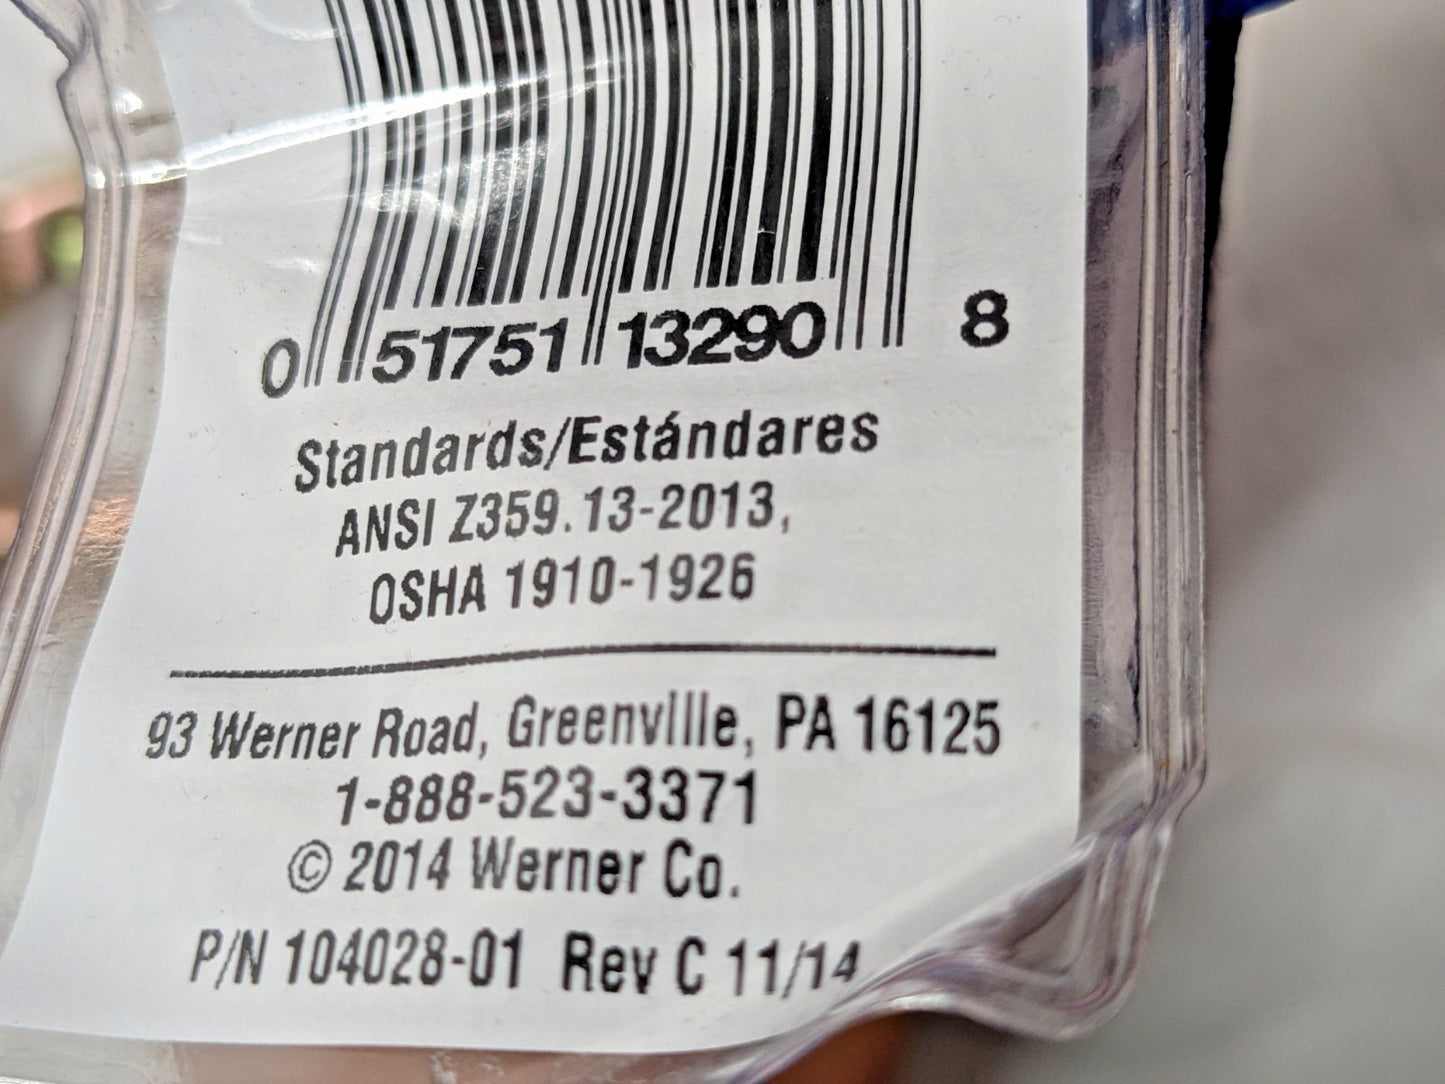 0 51751 13290 8
Standards/Estándares
ANSI Z359.13-2013,
OSHA 1910-1926
93 Werner Road, Greenville, PA 16125
1-888-523-3371
© 2014 Werner Co.
P/N 104028-01 Rev C 11/14